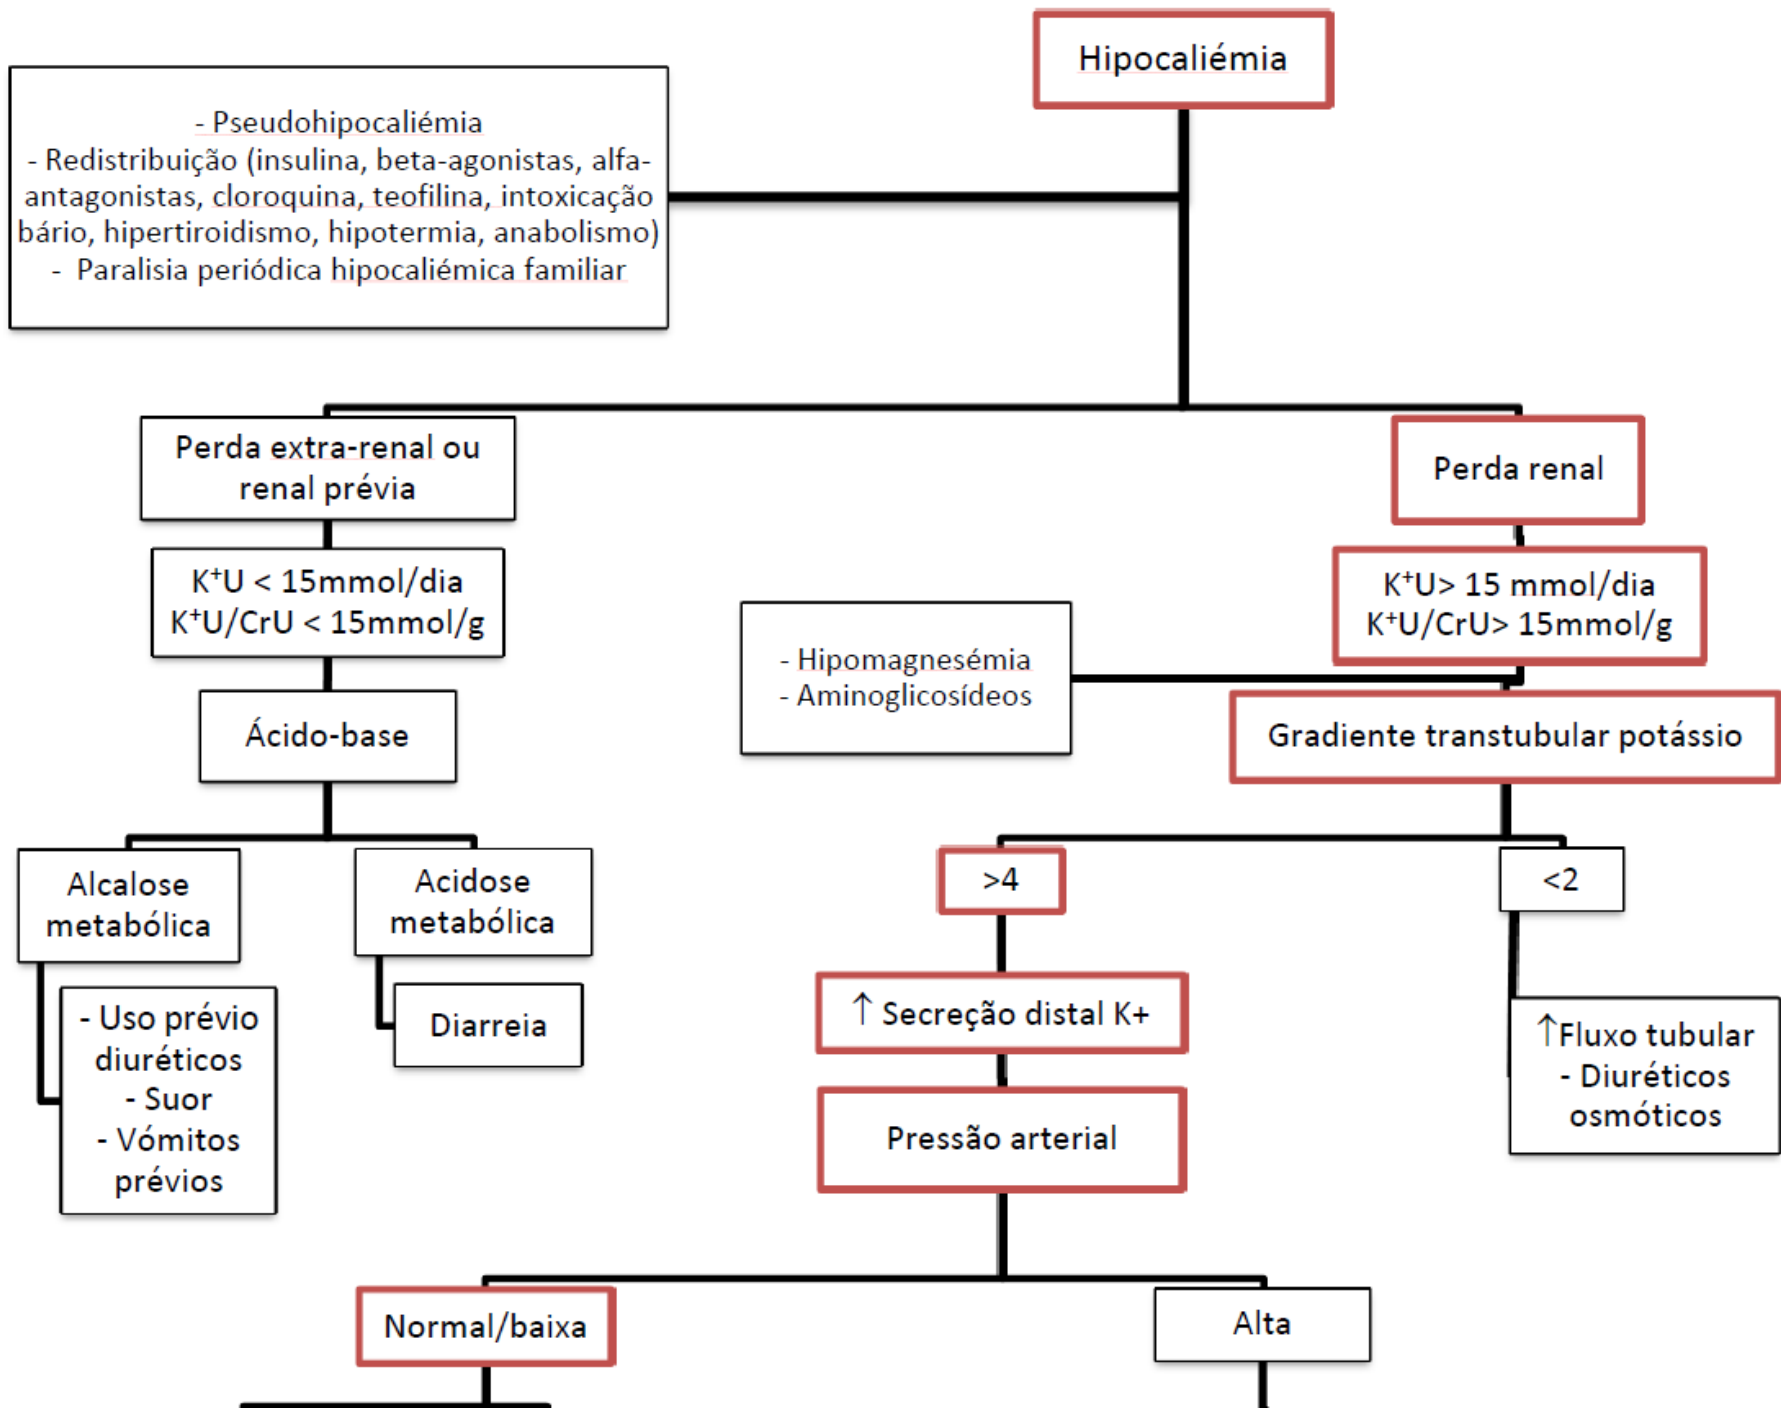 Hipocaliémia
- Pseudohipocaliémia
- Redistribuição (insulina, beta-agonistas, alfa-
antagonistas, cloroquina, teofilina, intoxicação
bário, hipertiroidismo, hipotermia, anabolismo)
- Paralisia periódica hipocaliémica familiar
Perda extra-renal ou
renal prévia
K⁺U < 15mmol/dia
K⁺U/CrU < 15mmol/g
Ácido-base
Alcalose
metabólica
- Uso prévio
diuréticos
- Suor
- Vómitos
prévios
Acidose
metabólica
Diarreia
Perda renal
K⁺U> 15 mmol/dia
K⁺U/CrU> 15mmol/g
- Hipomagnesémia
- Aminoglicosídeos
Gradiente transtubular potássio
>4
↑ Secreção distal K+
Pressão arterial
Normal/baixa
Alta
<2
↑Fluxo tubular
- Diuréticos
osmóticos